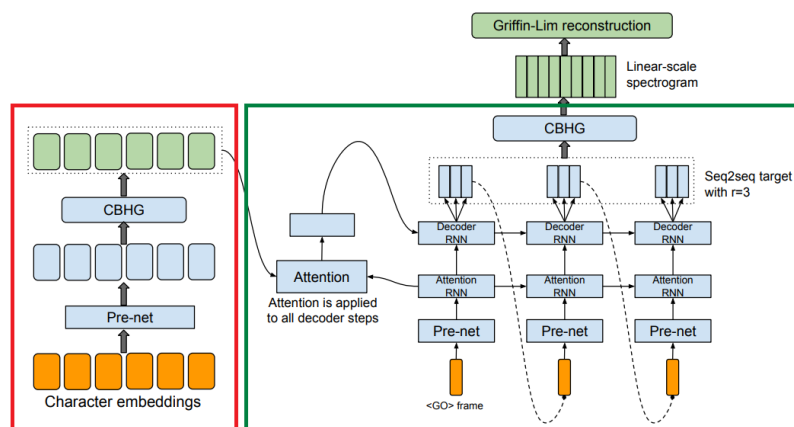 Griffin-Lim reconstruction
Linear-scale
spectrogram
CBHG
Seq2seq target
with r=3
CBHG
Decoder
RNN
Decoder
RNN
Decoder
RNN
Attention
Attention is applied
to all decoder steps
Attention
RNN
Attention
RNN
Attention
RNN
Pre-net
Pre-net
Pre-net
Pre-net
<GO> frame
Character embeddings